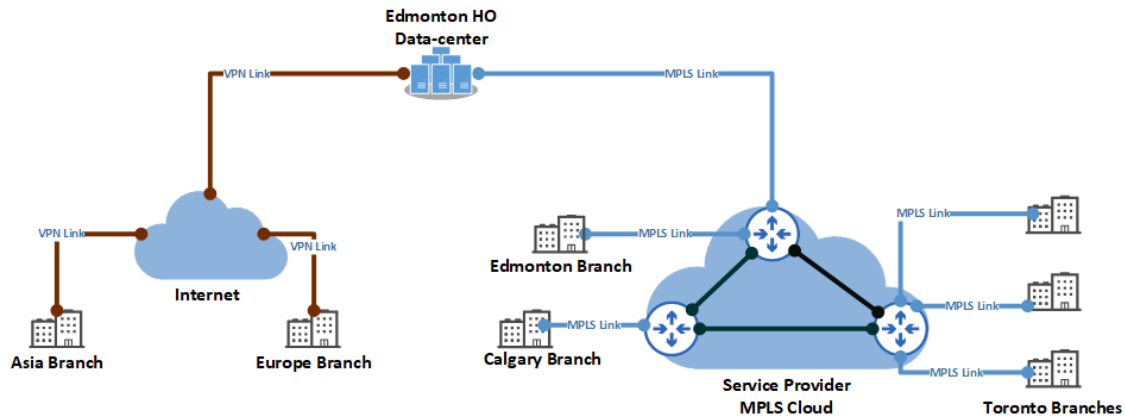 Edmonton HO
Data-center
VPN Link
MPLS Link
VPN Link
VPN Link
Internet
Asia Branch
Europe Branch
MPLS Link
Edmonton Branch
MPLS Link
Calgary Branch
MPLS Link
MPLS Link
MPLS Link
Service Provider
MPLS Cloud
Toronto Branches